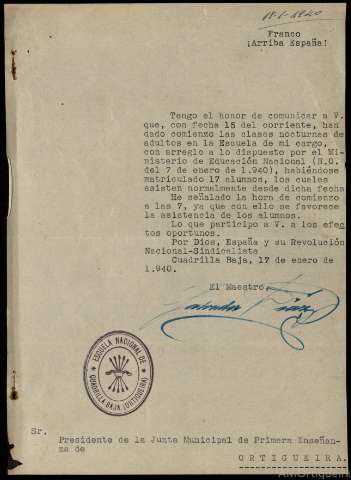 18-1-1940
Franco
¡Arriba España!
Tengo el honor de comunicar a V.
que, con fecha 15 del corriente, han
dado comienzo las clases nocturnas de
adultos en la Escuela de mi cargo,
con arreglo a lo dispuesto por el Mi-
nisterio de Educación Nacional (B.O.
del 7 de enero de 1.940), habiéndose
matriculado 17 alumnos, los cuales
asisten normalmente desde dicha fecha
He señalado la hora de comienzo
a las 7, ya que con ello se favorece
la asistencia de los alumnos.
Lo que participo a V. a los efec
tos oportunos.
Por Dios, España y su Revolución
Nacional-Sindicalista
Cuadrilla Baja, 17 de enero de
1.940.
El Maestro
ESCUELA NACIONAL DE
CUADRILLA BAJA (ORTIGUEIRA)
Sr.
Presidente de la Junta Municipal de Primera Enseñan-
za de
ORTIGUEIRA.
AMOrtigueira